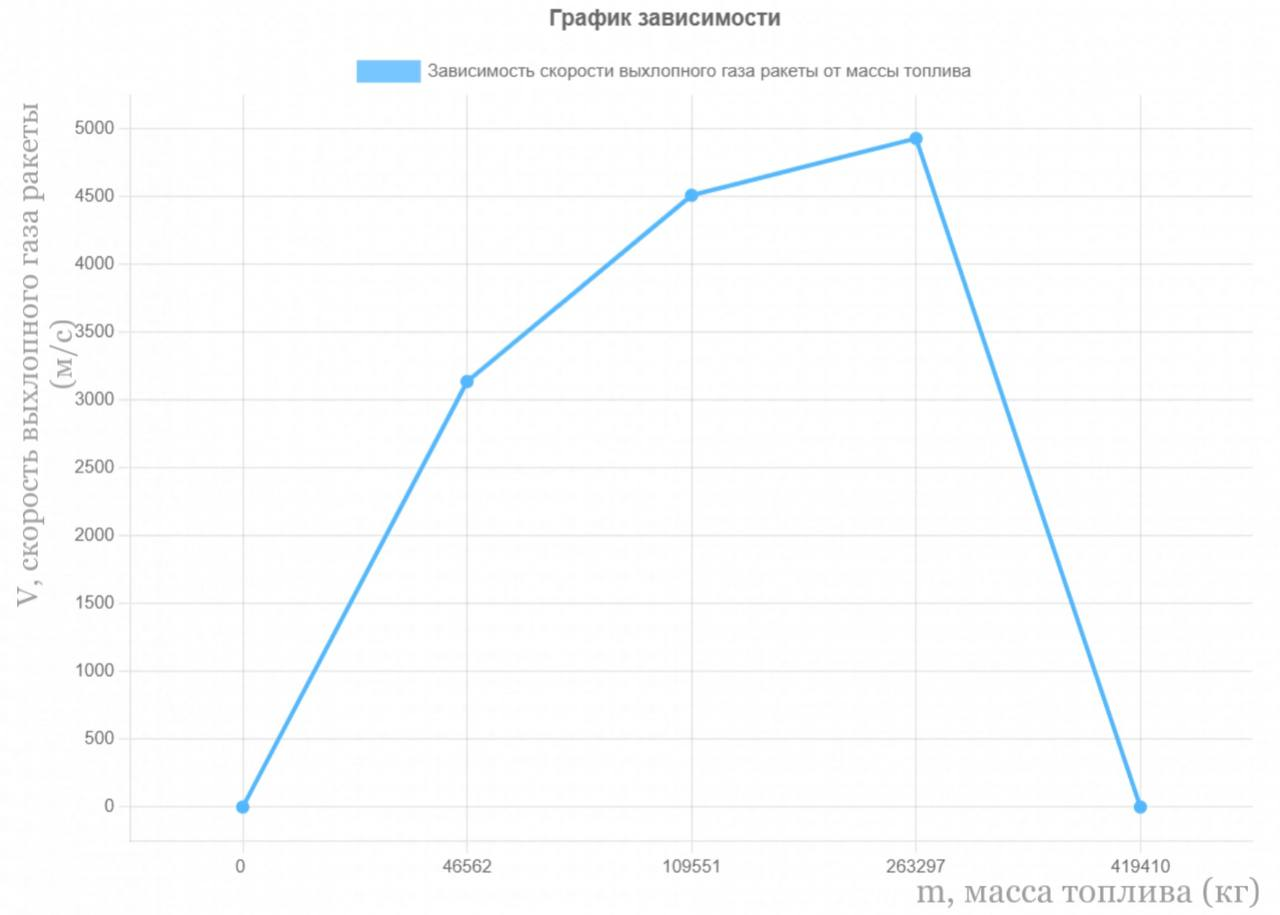 График зависимости
Зависимость скорости выхлопного газа ракеты от массы топлива
V, скорость выхлопного газа ракеты
(м/с)
5000
4500
4000
3500
3000
2500
2000
1500
1000
500
0
0 46562 109551 263297 419410
m, масса топлива (кг)